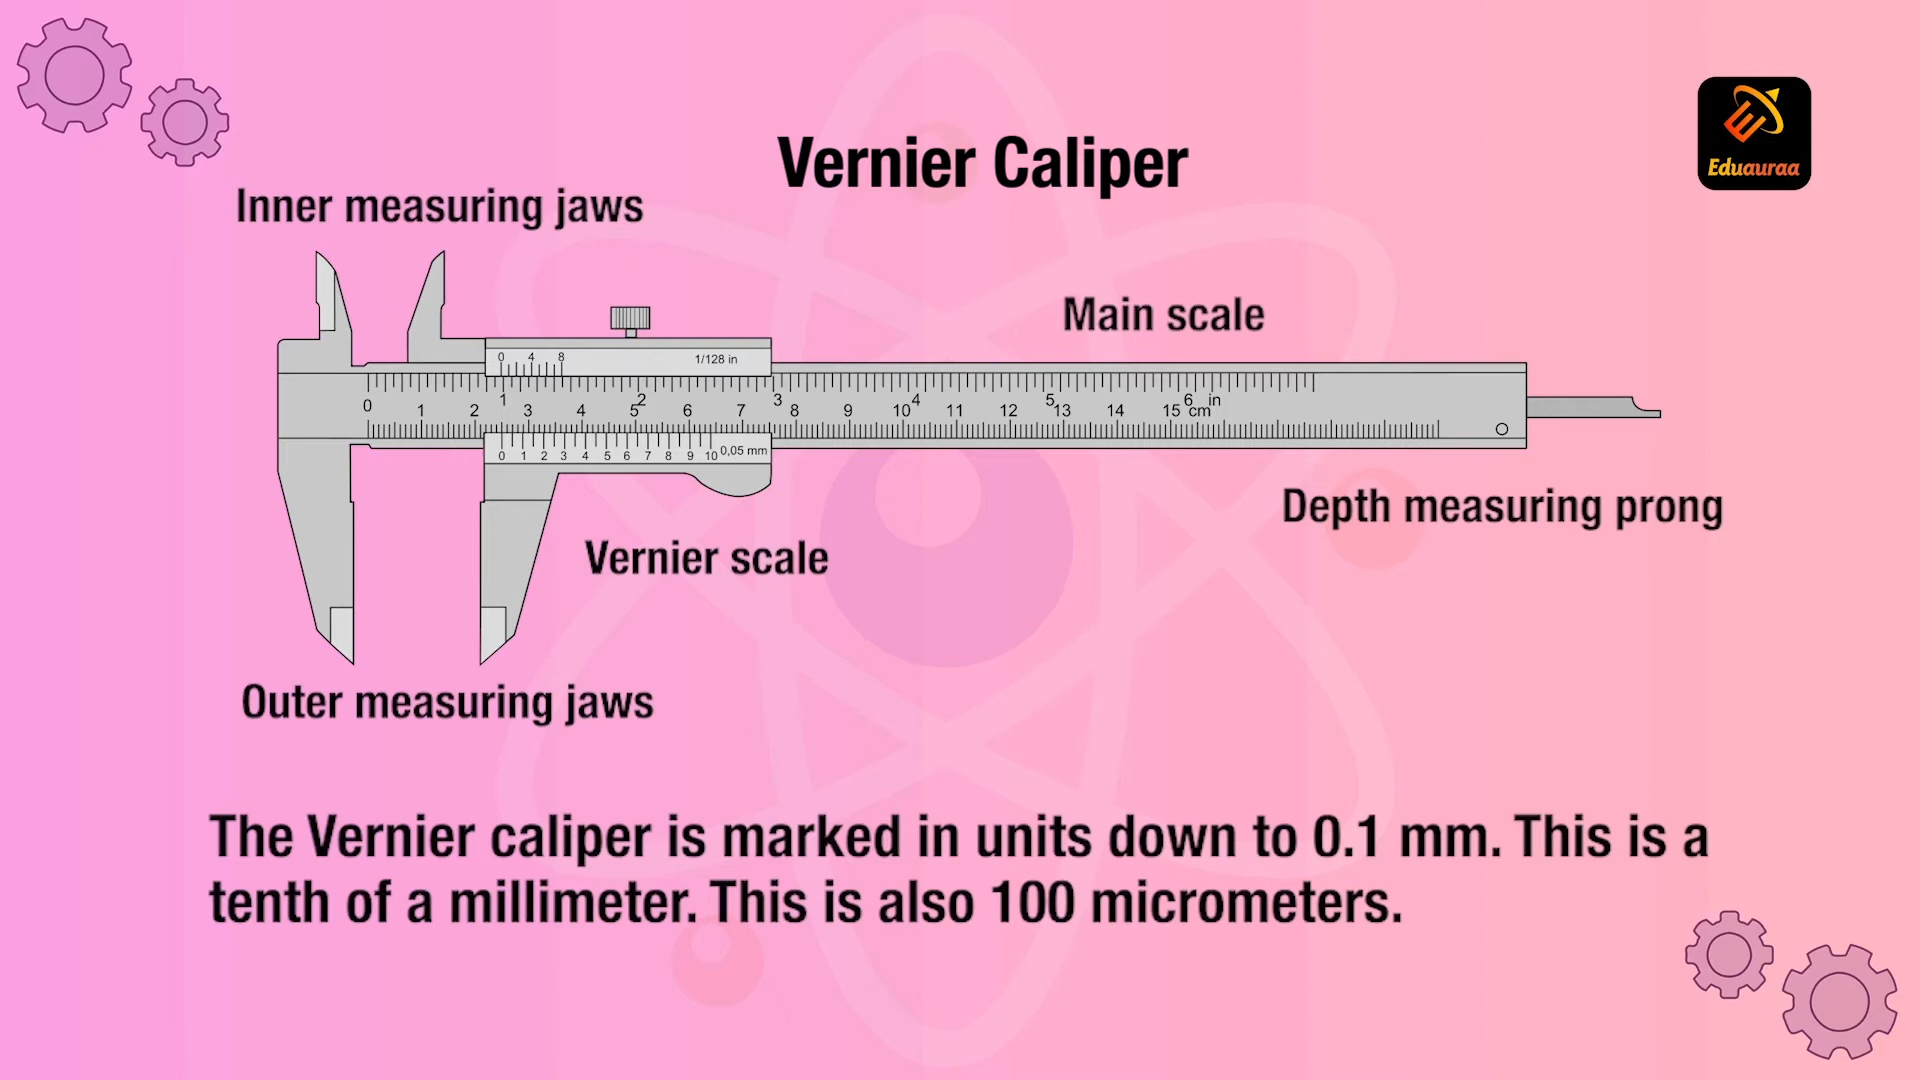 Eduauraa
Vernier Caliper
Inner measuring jaws
Main scale
0 4 8 1/128 in
0 1 2 3 4 5 6 in
0 1 2 3 4 5 6 7 8 9 10 11 12 13 14 15 cm
0 1 2 3 4 5 6 7 8 9 10 0,05 mm
Depth measuring prong
Vernier scale
Outer measuring jaws
The Vernier caliper is marked in units down to 0.1 mm. This is a
tenth of a millimeter. This is also 100 micrometers.